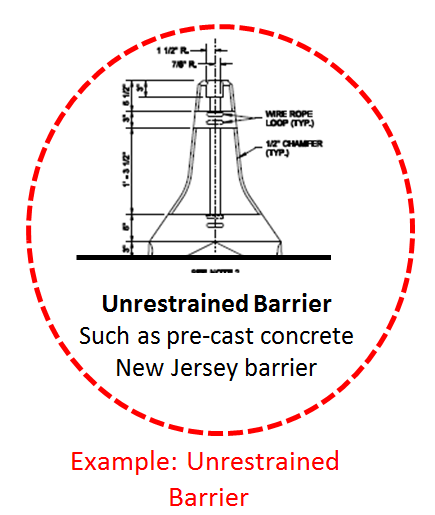 1 1/2" R.
7/8" R.
3"
5 1/2"
3"
WIRE ROPE
LOOP (TYP.)
1/2" CHAMFER
(TYP.)
1' - 3 1/2"
6"
3"
Unrestrained Barrier
Such as pre-cast concrete
New Jersey barrier
Example: Unrestrained
Barrier